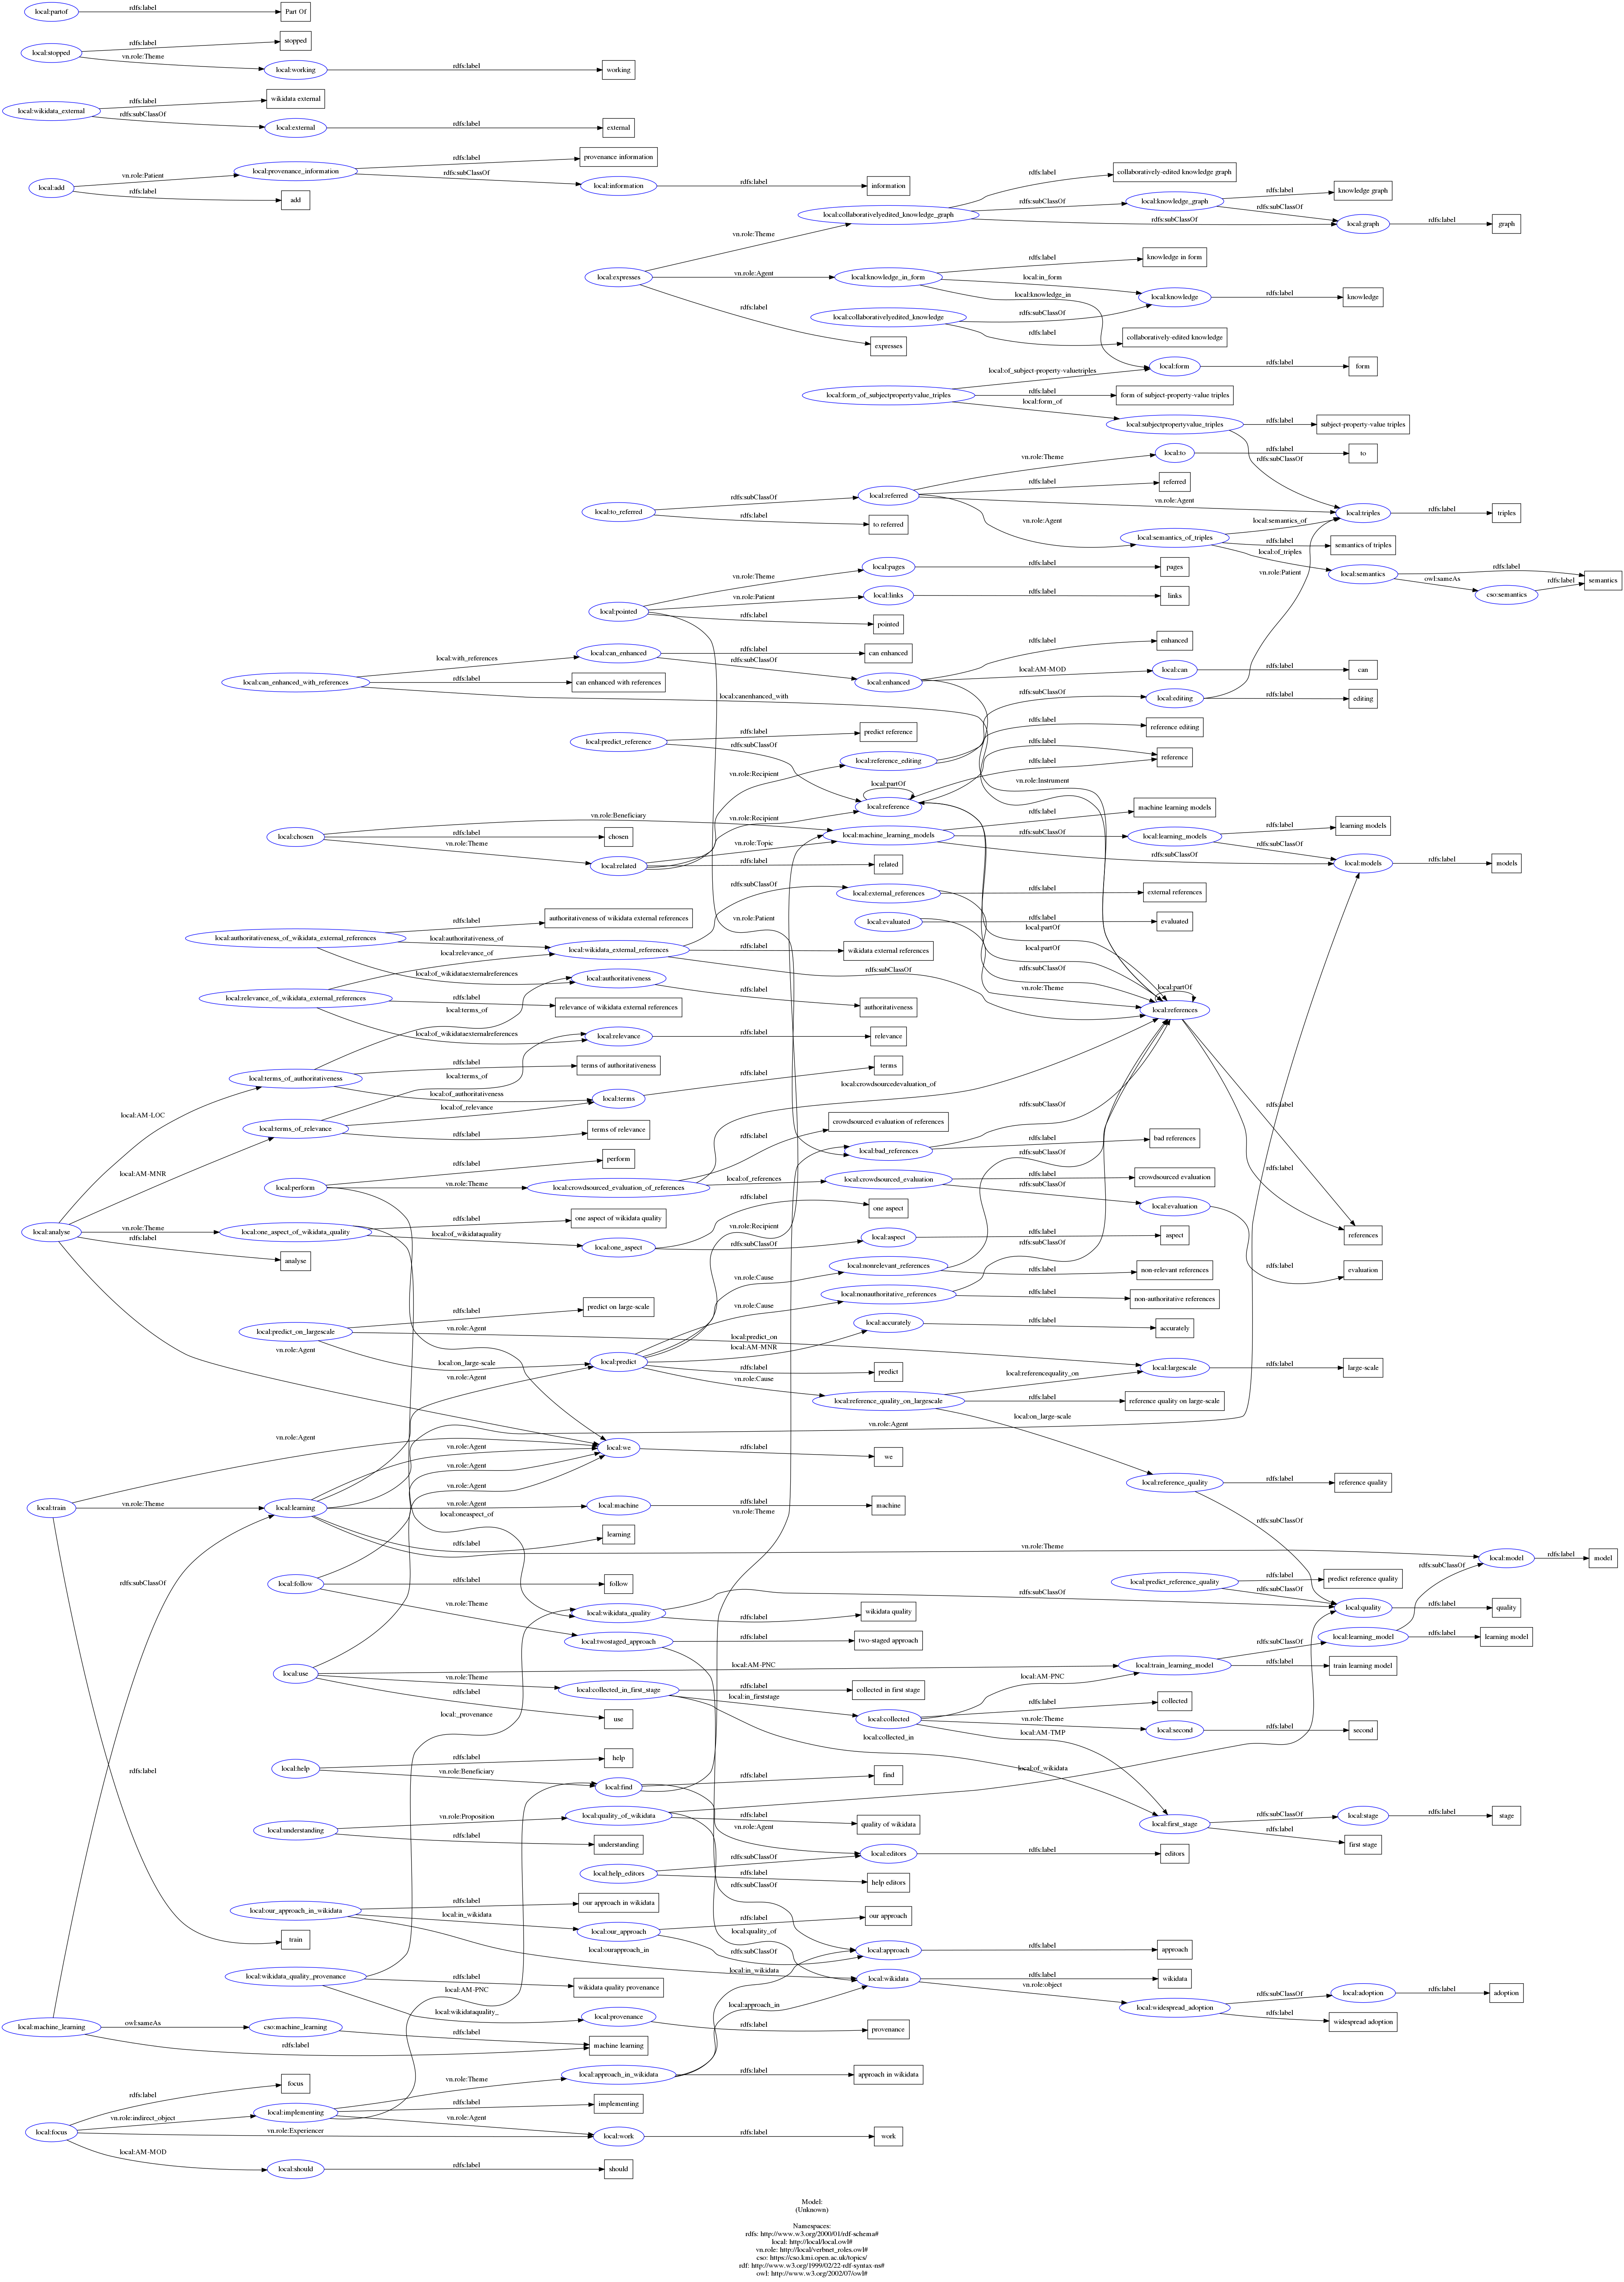 local:partof
rdfs:label
Part Of
local:stopped
rdfs:label
stopped
vn.role:Theme
local:working
rdfs:label
working
local:wikidata_external
rdfs:label
wikidata external
rdfs:subClassOf
local:external
rdfs:label
external
local:add
vn.role:Patient
local:provenance_information
rdfs:label
provenance information
rdfs:subClassOf
local:information
rdfs:label
information
rdfs:label
add
local:expresses
vn.role:Theme
local:collaborativelyedited_knowledge_graph
rdfs:label
collaboratively-edited knowledge graph
rdfs:subClassOf
local:knowledge_graph
rdfs:label
knowledge graph
rdfs:subClassOf
rdfs:subClassOf
local:graph
rdfs:label
graph
vn.role:Agent
local:knowledge_in_form
rdfs:label
knowledge in form
local:in_form
local:knowledge
rdfs:label
knowledge
local:knowledge_in
local:collaborativelyedited_knowledge
rdfs:subClassOf
rdfs:label
collaboratively-edited knowledge
rdfs:label
expresses
local:form
rdfs:label
form
local:form_of_subjectpropertyvalue_triples
local:of_subject-property-valuetriples
rdfs:label
form of subject-property-value triples
local:form_of
local:subjectpropertyvalue_triples
rdfs:label
subject-property-value triples
rdfs:subClassOf
local:to_referred
rdfs:subClassOf
local:referred
rdfs:label
to referred
vn.role:Theme
local:to
rdfs:label
to
rdfs:label
referred
vn.role:Agent
local:triples
rdfs:label
triples
vn.role:Agent
local:semantics_of_triples
local:semantics_of
rdfs:label
semantics of triples
local:of_triples
local:semantics
rdfs:label
semantics
owl:sameAs
cso:semantics
rdfs:label
vn.role:Patient
local:pointed
vn.role:Theme
local:pages
rdfs:label
pages
vn.role:Patient
local:links
rdfs:label
links
rdfs:label
pointed
local:can_enhanced_with_references
local:with_references
local:can_enhanced
rdfs:label
can enhanced
rdfs:subClassOf
local:enhanced
rdfs:label
enhanced
local:AM-MOD
local:can
rdfs:label
can
rdfs:label
can enhanced with references
local:canenhanced_with
rdfs:subClassOf
local:editing
rdfs:label
editing
local:predict_reference
rdfs:label
predict reference
rdfs:subClassOf
local:reference_editing
rdfs:label
reference editing
rdfs:label
rdfs:label
reference
vn.role:Recipient
local:partOf
local:reference
vn.role:Instrument
local:chosen
vn.role:Beneficiary
rdfs:label
chosen
vn.role:Theme
local:related
vn.role:Recipient
vn.role:Topic
rdfs:label
related
local:machine_learning_models
rdfs:label
machine learning models
rdfs:subClassOf
local:learning_models
rdfs:label
learning models
rdfs:subClassOf
rdfs:subClassOf
local:models
rdfs:label
models
rdfs:subClassOf
local:external_references
rdfs:label
external references
local:evaluated
rdfs:label
evaluated
local:partOf
local:partOf
rdfs:subClassOf
vn.role:Theme
local:partOf
local:references
vn.role:Patient
local:authoritativeness_of_wikidata_external_references
rdfs:label
authoritativeness of wikidata external references
local:authoritativeness_of
local:wikidata_external_references
rdfs:label
wikidata external references
rdfs:subClassOf
local:relevance_of
local:of_wikidataexternalreferences
local:authoritativeness
rdfs:label
authoritativeness
local:relevance_of_wikidata_external_references
rdfs:label
relevance of wikidata external references
local:terms_of
local:of_wikidataexternalreferences
local:relevance
rdfs:label
relevance
local:terms_of_authoritativeness
rdfs:label
terms of authoritativeness
local:terms_of
local:of_authoritativeness
local:terms
rdfs:label
terms
local:of_relevance
local:terms_of_relevance
rdfs:label
terms of relevance
local:AM-LOC
local:AM-MNR
local:crowdsourcedevaluation_of
rdfs:subClassOf
rdfs:label
local:perform
rdfs:label
perform
vn.role:Theme
local:crowdsourced_evaluation_of_references
rdfs:label
crowdsourced evaluation of references
local:of_references
local:crowdsourced_evaluation
rdfs:label
crowdsourced evaluation
rdfs:subClassOf
local:evaluation
rdfs:label
evaluation
local:bad_references
rdfs:label
bad references
rdfs:subClassOf
rdfs:label
references
local:analyse
vn.role:Theme
local:one_aspect_of_wikidata_quality
rdfs:label
one aspect of wikidata quality
local:of_wikidataquality
local:one_aspect
rdfs:label
one aspect
rdfs:subClassOf
local:aspect
rdfs:label
aspect
rdfs:label
analyse
vn.role:Recipient
rdfs:subClassOf
vn.role:Cause
local:nonrelevant_references
rdfs:label
non-relevant references
vn.role:Cause
local:nonauthoritative_references
rdfs:label
non-authoritative references
local:predict_on_largescale
rdfs:label
predict on large-scale
vn.role:Agent
local:predict_on
local:on_large-scale
local:predict
local:AM-MNR
local:accurately
rdfs:label
accurately
rdfs:label
predict
vn.role:Cause
local:reference_quality_on_largescale
local:referencequality_on
local:largescale
rdfs:label
large-scale
rdfs:label
reference quality on large-scale
local:on_large-scale
vn.role:Agent
vn.role:Agent
vn.role:Agent
local:we
rdfs:label
we
vn.role:Agent
vn.role:Agent
vn.role:Agent
vn.role:Agent
local:reference_quality
rdfs:label
reference quality
rdfs:subClassOf
local:train
vn.role:Theme
local:learning
vn.role:Agent
local:machine
rdfs:label
machine
local:oneaspect_of
vn.role:Theme
rdfs:label
learning
vn.role:Theme
local:model
rdfs:label
model
rdfs:subClassOf
rdfs:subClassOf
local:follow
rdfs:label
follow
vn.role:Theme
local:wikidata_quality
rdfs:subClassOf
rdfs:label
wikidata quality
local:predict_reference_quality
rdfs:label
predict reference quality
rdfs:subClassOf
local:quality
rdfs:label
quality
local:twostaged_approach
rdfs:label
two-staged approach
local:learning_model
rdfs:label
learning model
rdfs:subClassOf
local:use
local:AM-PNC
local:train_learning_model
rdfs:label
train learning model
vn.role:Theme
local:collected_in_first_stage
rdfs:label
collected in first stage
local:in_firststage
local:collected
local:AM-PNC
rdfs:label
collected
vn.role:Theme
local:second
rdfs:label
second
local:AM-TMP
local:collected_in
rdfs:label
use
local:_provenance
local:help
rdfs:label
help
vn.role:Beneficiary
local:find
rdfs:label
find
local:of_wikidata
rdfs:label
local:understanding
vn.role:Proposition
local:quality_of_wikidata
rdfs:label
quality of wikidata
rdfs:label
understanding
vn.role:Agent
local:first_stage
rdfs:subClassOf
local:stage
rdfs:label
stage
rdfs:label
first stage
local:help_editors
rdfs:subClassOf
local:editors
rdfs:label
editors
rdfs:label
help editors
rdfs:subClassOf
local:our_approach_in_wikidata
rdfs:label
our approach in wikidata
local:in_wikidata
local:our_approach
rdfs:label
our approach
local:quality_of
local:ourapproach_in
rdfs:subClassOf
local:approach
rdfs:label
approach
train
local:in_wikidata
local:wikidata
rdfs:label
wikidata
vn.role:object
local:widespread_adoption
rdfs:subClassOf
local:adoption
rdfs:label
adoption
rdfs:label
widespread adoption
local:wikidata_quality_provenance
rdfs:label
wikidata quality provenance
local:AM-PNC
local:wikidataquality_
local:provenance
rdfs:label
provenance
local:approach_in
local:machine_learning
owl:sameAs
cso:machine_learning
rdfs:label
machine learning
rdfs:label
local:focus
rdfs:label
focus
vn.role:indirect_object
local:implementing
vn.role:Theme
local:approach_in_wikidata
rdfs:label
approach in wikidata
rdfs:label
implementing
vn.role:Agent
vn.role:Experiencer
local:work
rdfs:label
work
local:AM-MOD
local:should
rdfs:label
should
Model:
(Unknown)
Namespaces:
rdfs: http://www.w3.org/2000/01/rdf-schema#
local: http://local/local.owl#
vn.role: http://local/verbnet_roles.owl#
cso: https://cso.kmi.open.ac.uk/topics/
rdf: http://www.w3.org/1999/02/22-rdf-syntax-ns#
owl: http://www.w3.org/2002/07/owl#